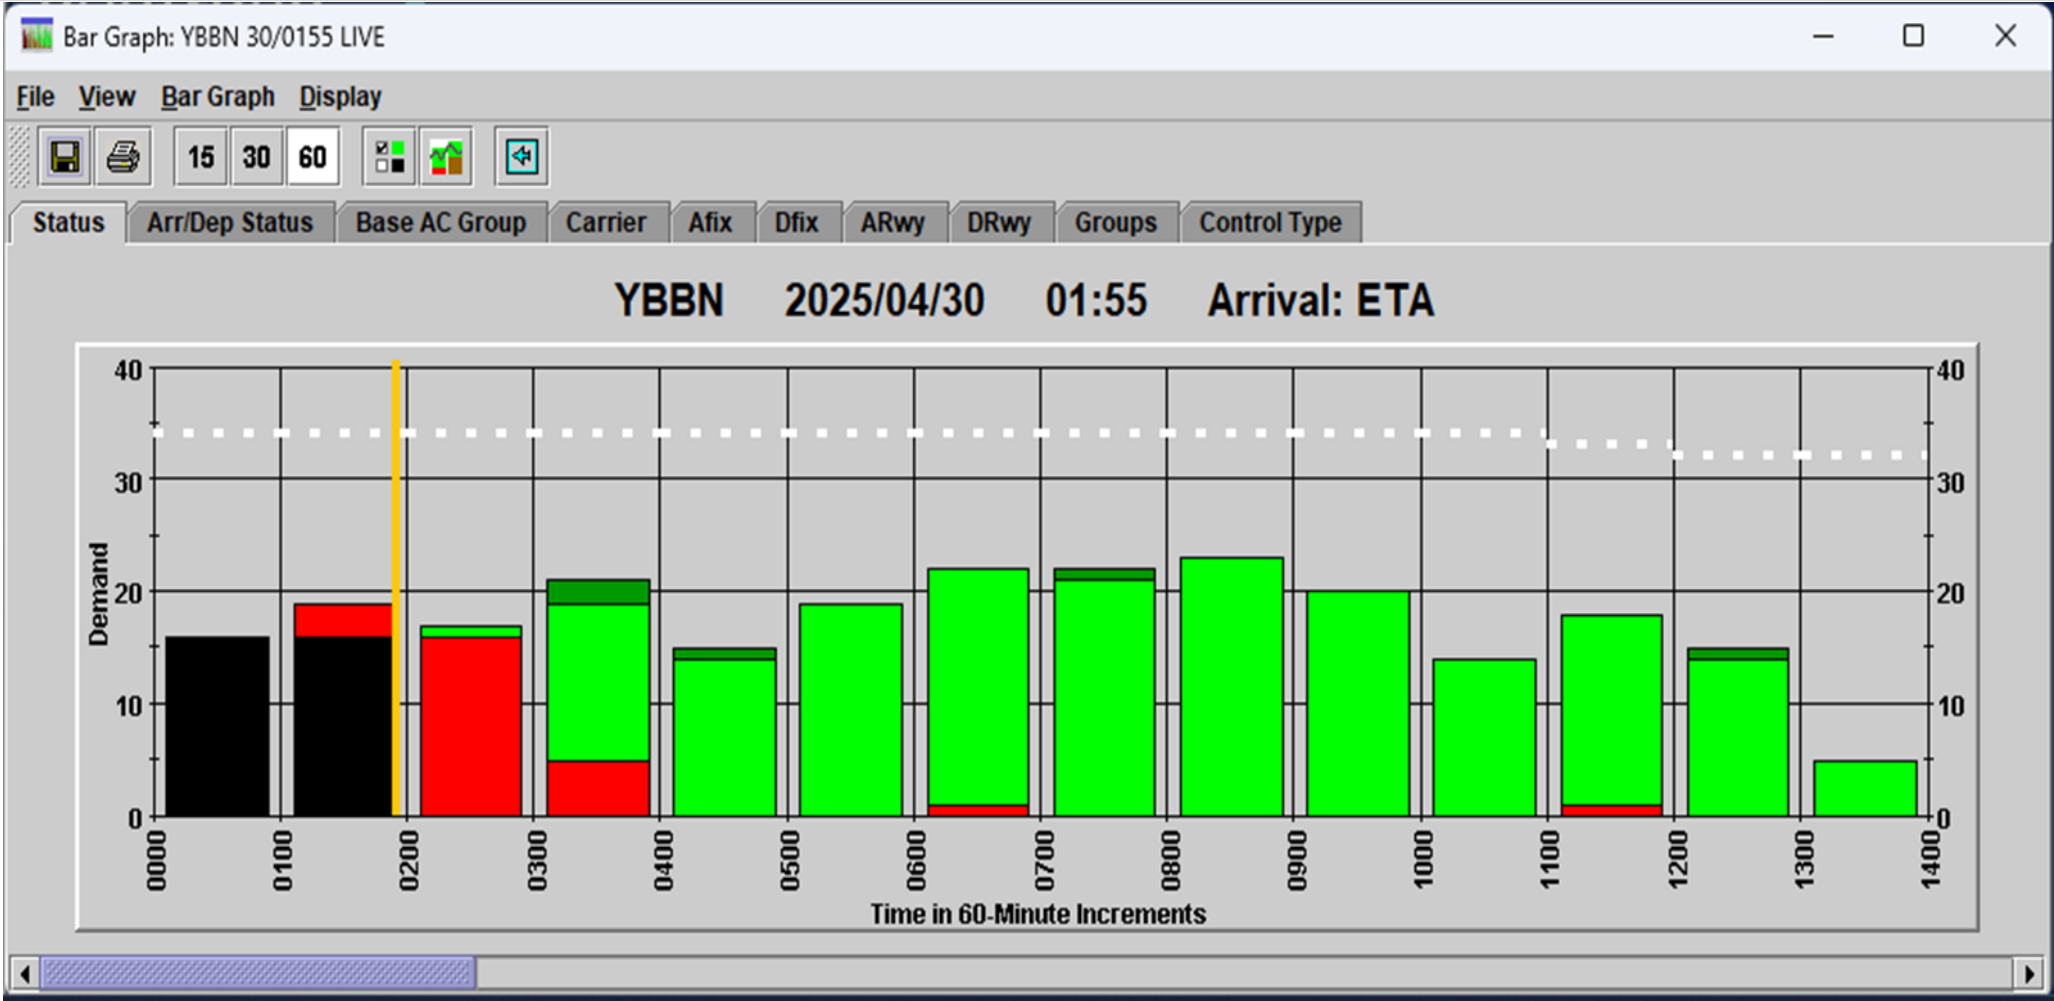 Bar Graph: YBBN 30/0155 LIVE
File View Bar Graph Display
15 30 60
Status Arr/Dep Status Base AC Group Carrier Afix Dfix ARwy DRwy Groups Control Type
YBBN 2025/04/30 01:55 Arrival: ETA
40 40
30 30
20 20
10 10
0 0
Demand
0000 0100 0200 0300 0400 0500 0600 0700 0800 0900 1000 1100 1200 1300 1400
Time in 60-Minute Increments